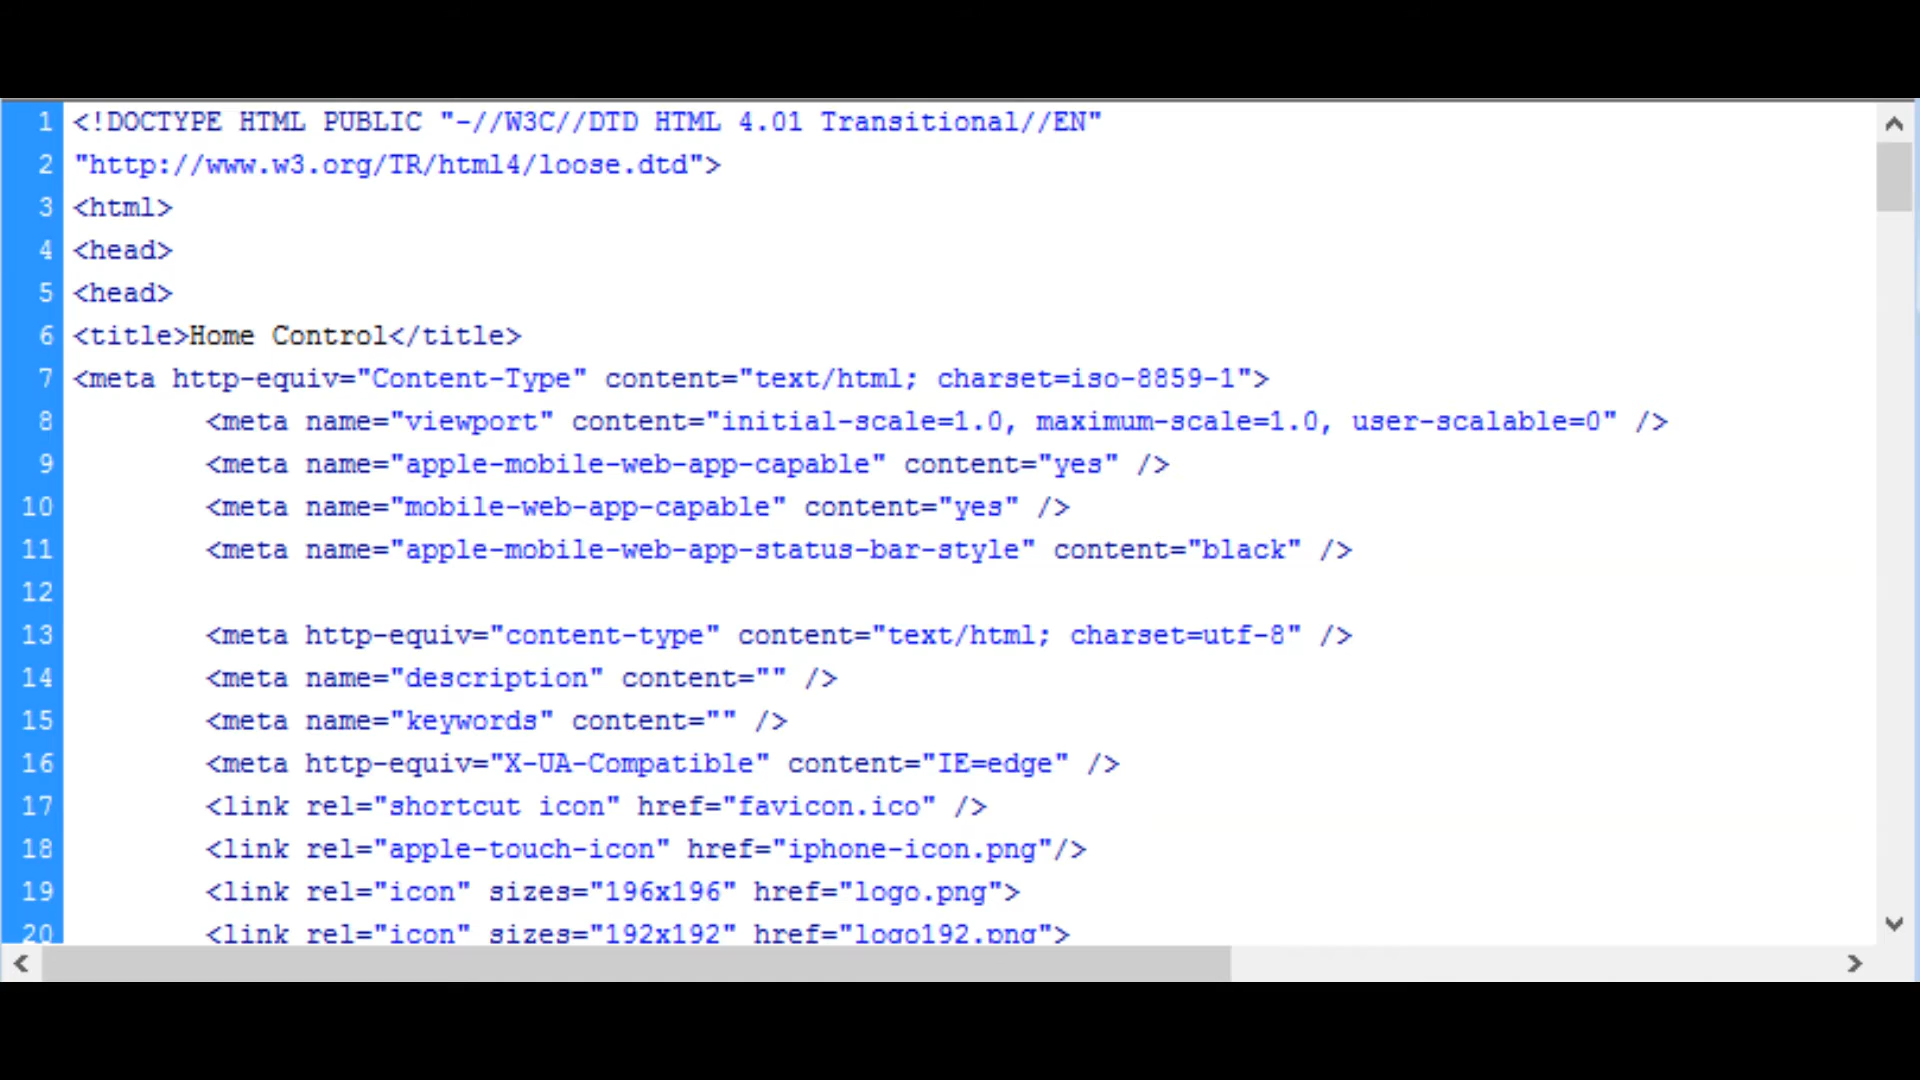 1 <!DOCTYPE HTML PUBLIC "-//W3C//DTD HTML 4.01 Transitional//EN"
2 "http://www.w3.org/TR/html4/loose.dtd">
3 <html>
4 <head>
5 <head>
6 <title>Home Control</title>
7 <meta http-equiv="Content-Type" content="text/html; charset=iso-8859-1">
8 <meta name="viewport" content="initial-scale=1.0, maximum-scale=1.0, user-scalable=0" />
9 <meta name="apple-mobile-web-app-capable" content="yes" />
10 <meta name="mobile-web-app-capable" content="yes" />
11 <meta name="apple-mobile-web-app-status-bar-style" content="black" />
12
13 <meta http-equiv="content-type" content="text/html; charset=utf-8" />
14 <meta name="description" content="" />
15 <meta name="keywords" content="" />
16 <meta http-equiv="X-UA-Compatible" content="IE=edge" />
17 <link rel="shortcut icon" href="favicon.ico" />
18 <link rel="apple-touch-icon" href="iphone-icon.png"/>
19 <link rel="icon" sizes="196x196" href="logo.png">
20 <link rel="icon" sizes="192x192" href="logo192.png">